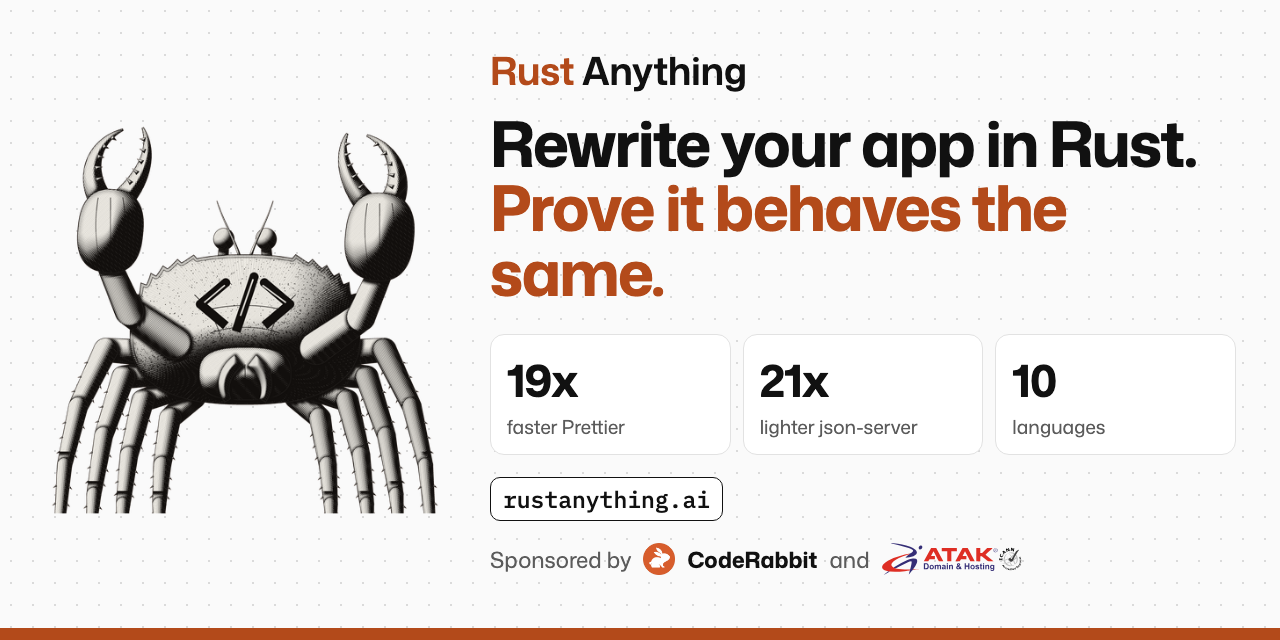 Rust Anything
Rewrite your app in Rust.
Prove it behaves the
same.
19x
faster Prettier
21x
lighter json-server
10
languages
rustanything.ai
Sponsored by CodeRabbit and ATAK
Domain & Hosting
</>